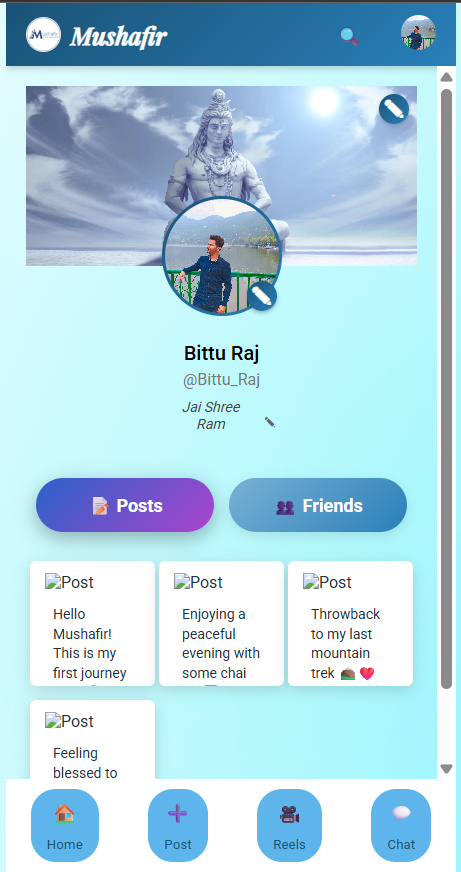 Mushafir
Bittu Raj
@Bittu_Raj
Jai Shree
Ram
Posts
Friends
Post
Hello
Mushafir!
This is my
first journey
Post
Enjoying a
peaceful
evening with
some chai
Post
Throwback
to my last
mountain
trek
Post
Feeling
blessed to
Home
Post
Reels
Chat